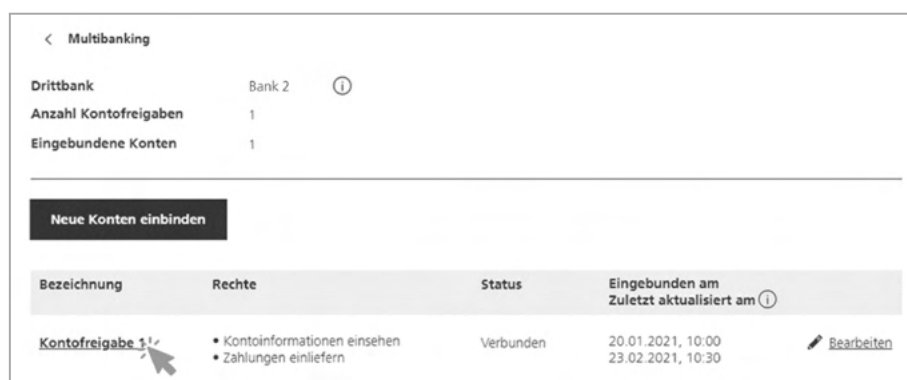 Multibanking
Drittbank Bank 2
Anzahl Kontofreigaben 1
Eingebundene Konten 1
Neue Konten einbinden
Bezeichnung Rechte Status Eingebunden am
Zuletzt aktualisiert am
Kontofreigabe 1 • Kontoinformationen einsehen Verbunden 20.01.2021, 10:00 Bearbeiten
• Zahlungen einliefern 23.02.2021, 10:30